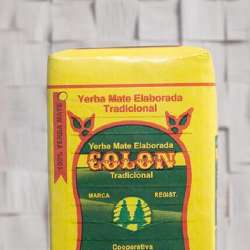 Yerba Mate Elaborada
Tradicional
100% YERBA MATE
Yerba Mate Elaborada
COLON
Tradicional
MARCA REGIST.
Cooperativa